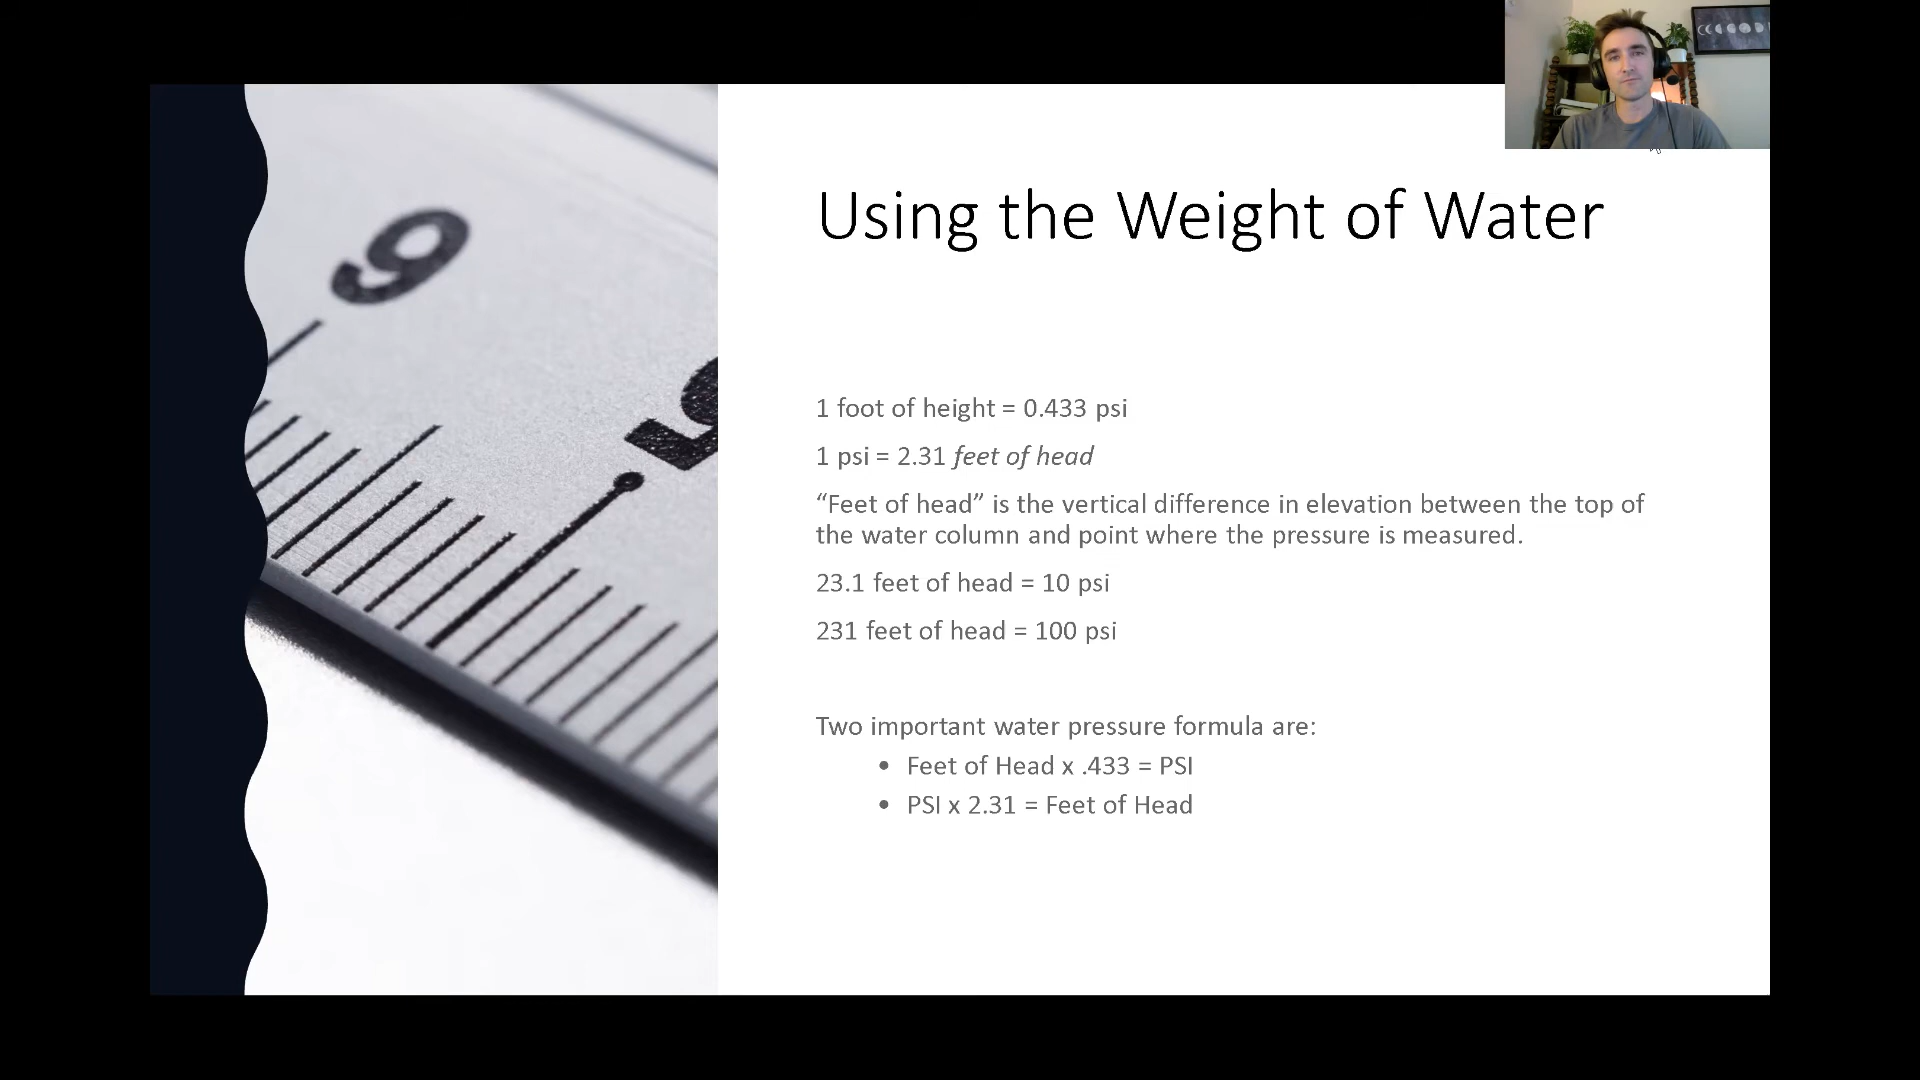 Using the Weight of Water
1 foot of height = 0.433 psi
1 psi = 2.31 feet of head
“Feet of head” is the vertical difference in elevation between the top of
the water column and point where the pressure is measured.
23.1 feet of head = 10 psi
231 feet of head = 100 psi
Two important water pressure formula are:
• Feet of Head x .433 = PSI
• PSI x 2.31 = Feet of Head
6
5